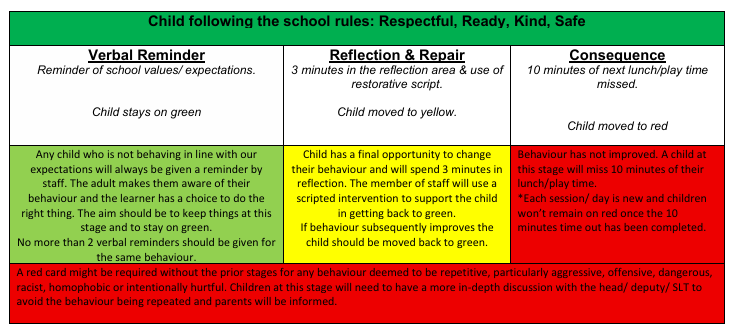 Child following the school rules: Respectful, Ready, Kind, Safe
Verbal Reminder
Reminder of school values/ expectations.
Child stays on green
Reflection & Repair
3 minutes in the reflection area & use of
restorative script.
Child moved to yellow.
Consequence
10 minutes of next lunch/play time
missed.
Child moved to red
Any child who is not behaving in line with our
expectations will always be given a reminder by
staff. The adult makes them aware of their
behaviour and the learner has a choice to do the
right thing. The aim should be to keep things at this
stage and to stay on green.
No more than 2 verbal reminders should be given for
the same behaviour.
Child has a final opportunity to change
their behaviour and will spend 3 minutes in
reflection. The member of staff will use a
scripted intervention to support the child
in getting back to green.
If behaviour subsequently improves the
child should be moved back to green.
Behaviour has not improved. A child at
this stage will miss 10 minutes of their
lunch/play time.
*Each session/ day is new and children
won't remain on red once the 10
minutes time out has been completed.
A red card might be required without the prior stages for any behaviour deemed to be repetitive, particularly aggressive, offensive, dangerous,
racist, homophobic or intentionally hurtful. Children at this stage will need to have a more in-depth discussion with the head/ deputy/ SLT to
avoid the behaviour being repeated and parents will be informed.